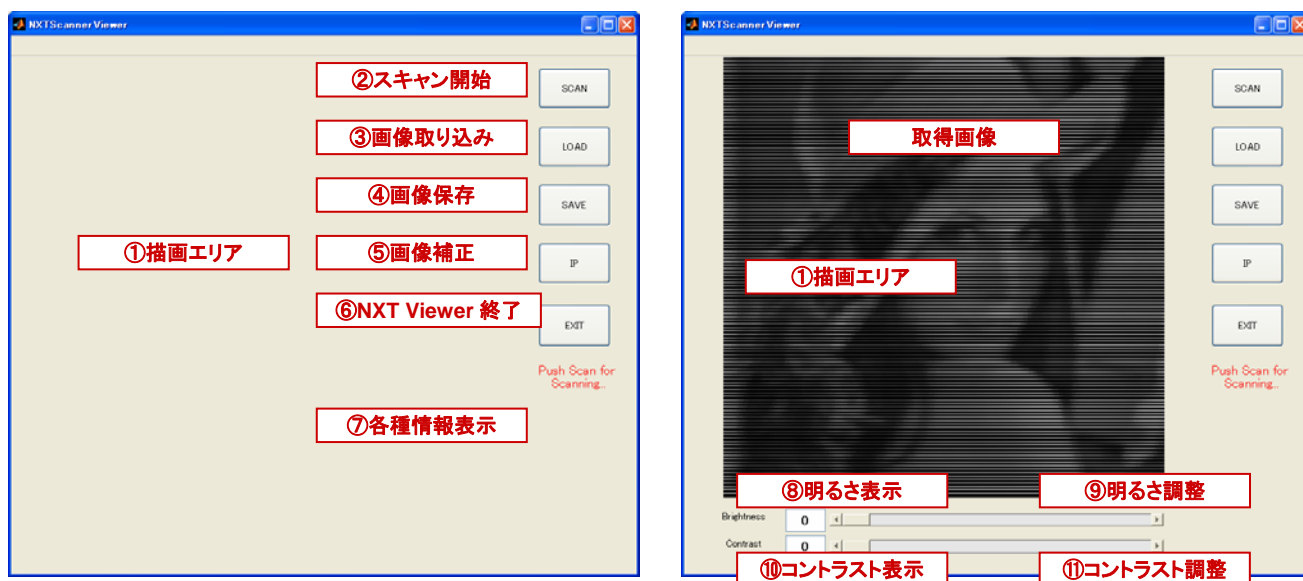 NXTScannerViewer
②スキャン開始
SCAN
③画像取り込み
LOAD
④画像保存
SAVE
①描画エリア
⑤画像補正
IP
⑥NXT Viewer 終了
EXIT
Push Scan for
Scanning...
⑦各種情報表示
NXTScannerViewer
取得画像
SCAN
LOAD
SAVE
①描画エリア
IP
EXIT
Push Scan for
Scanning...
⑧明るさ表示
⑨明るさ調整
Brightness 0
Contrast 0
⑩コントラスト表示
⑪コントラスト調整